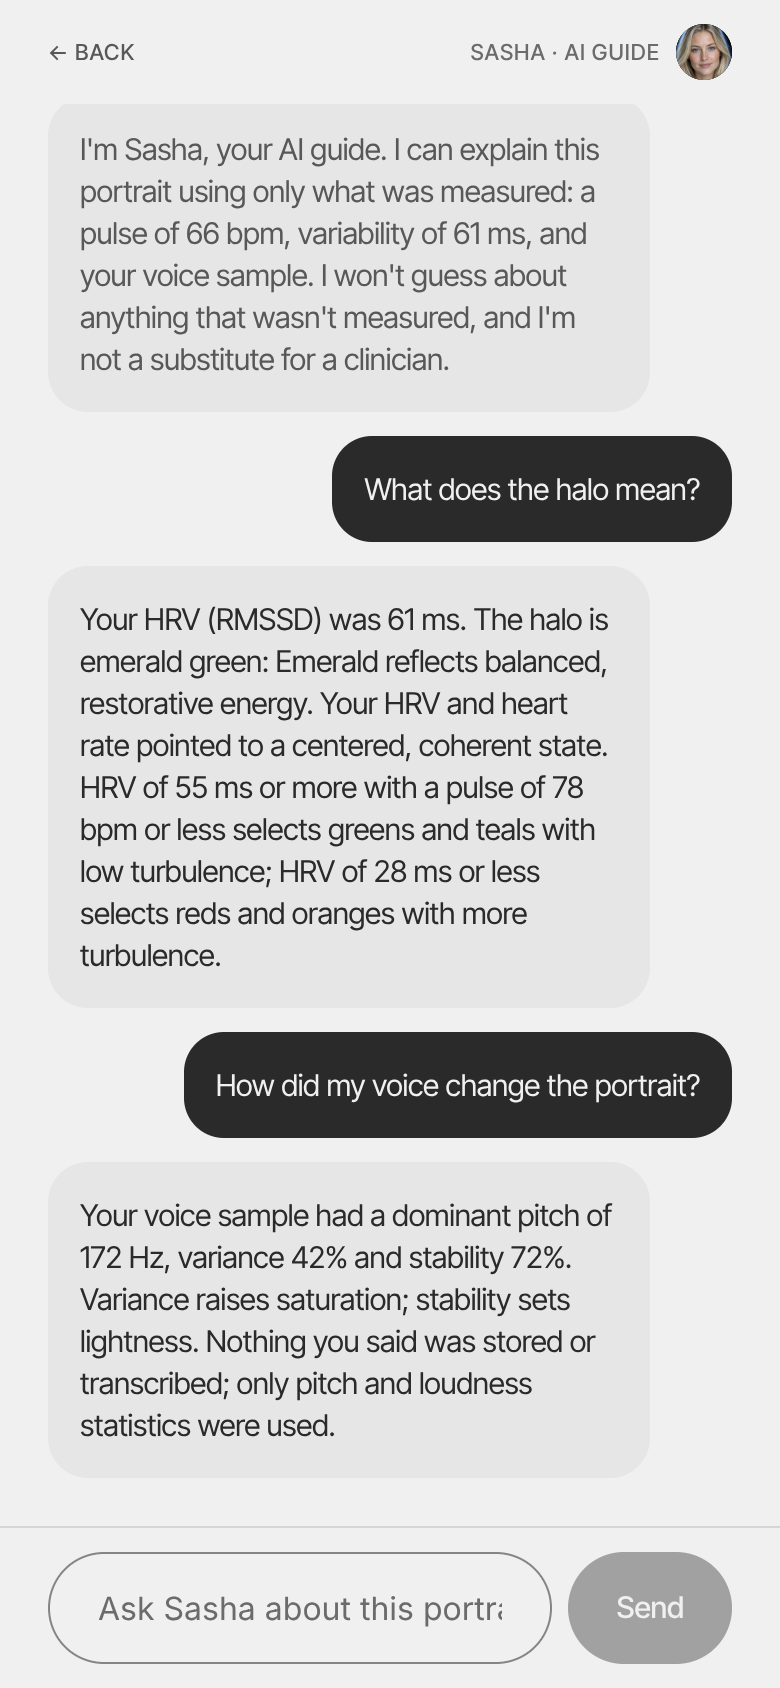 ← BACK
SASHA · AI GUIDE
I'm Sasha, your AI guide. I can explain this
portrait using only what was measured: a
pulse of 66 bpm, variability of 61 ms, and
your voice sample. I won't guess about
anything that wasn't measured, and I'm
not a substitute for a clinician.
What does the halo mean?
Your HRV (RMSSD) was 61 ms. The halo is
emerald green: Emerald reflects balanced,
restorative energy. Your HRV and heart
rate pointed to a centered, coherent state.
HRV of 55 ms or more with a pulse of 78
bpm or less selects greens and teals with
low turbulence; HRV of 28 ms or less
selects reds and oranges with more
turbulence.
How did my voice change the portrait?
Your voice sample had a dominant pitch of
172 Hz, variance 42% and stability 72%.
Variance raises saturation; stability sets
lightness. Nothing you said was stored or
transcribed; only pitch and loudness
statistics were used.
Ask Sasha about this portra
Send